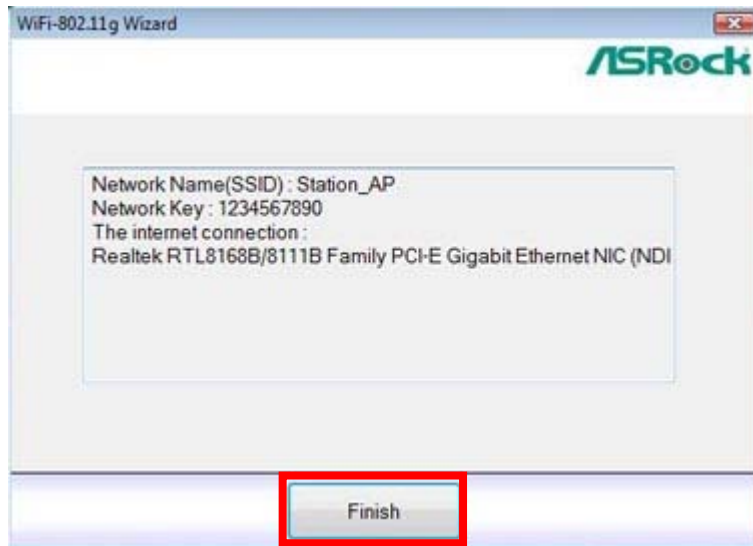 WiFi-802.11g Wizard
ASRock
Network Name(SSID) : Station_AP
Network Key : 1234567890
The internet connection :
Realtek RTL8168B/8111B Family PCI-E Gigabit Ethernet NIC (NDI
Finish